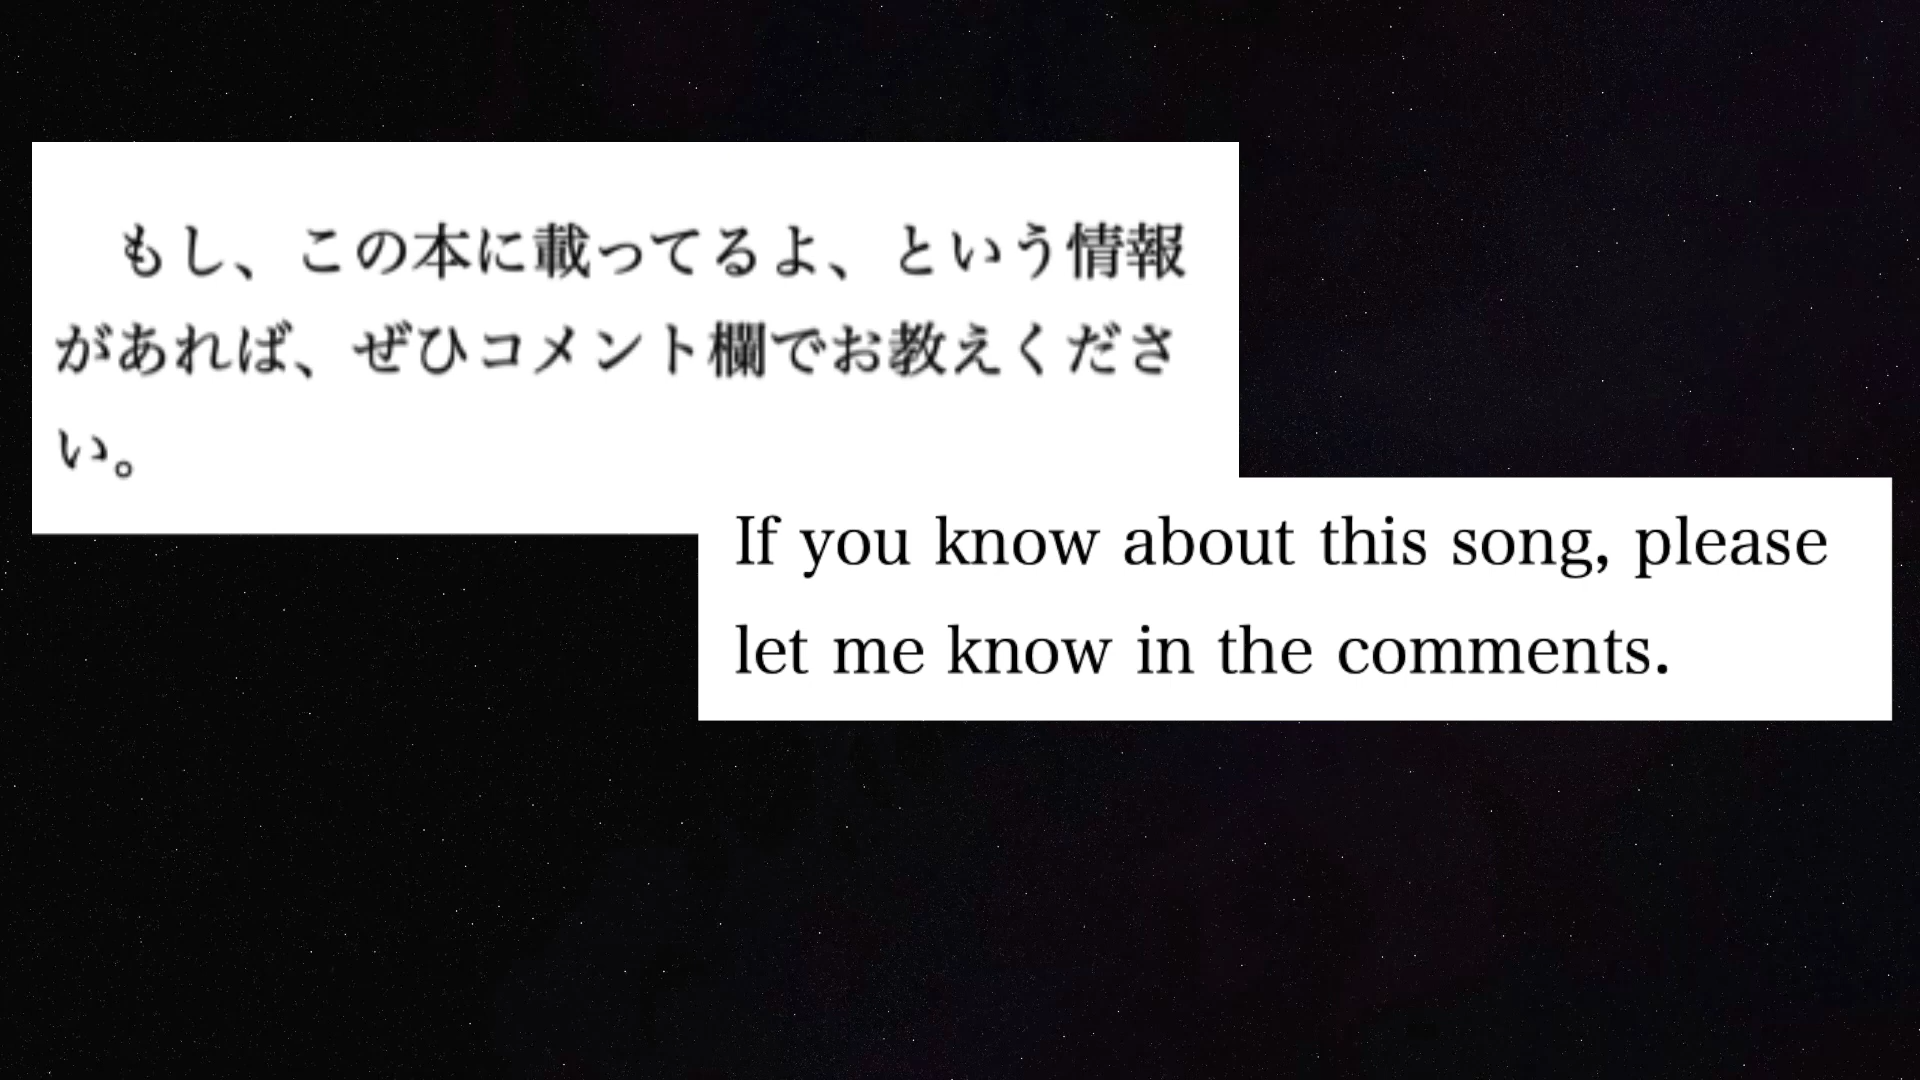 もし、この本に載ってるよ、という情報
があれば、ぜひコメント欄でお教えくださ
い。
If you know about this song, please
let me know in the comments.